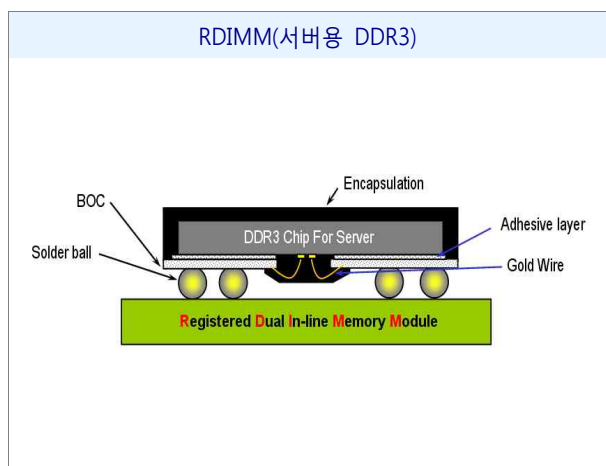 RDIMM(서버용 DDR3)
Encapsulation
BOC
Adhesive layer
DDR3 Chip For Server
Solder ball
Gold Wire
Registered Dual In-line Memory Module